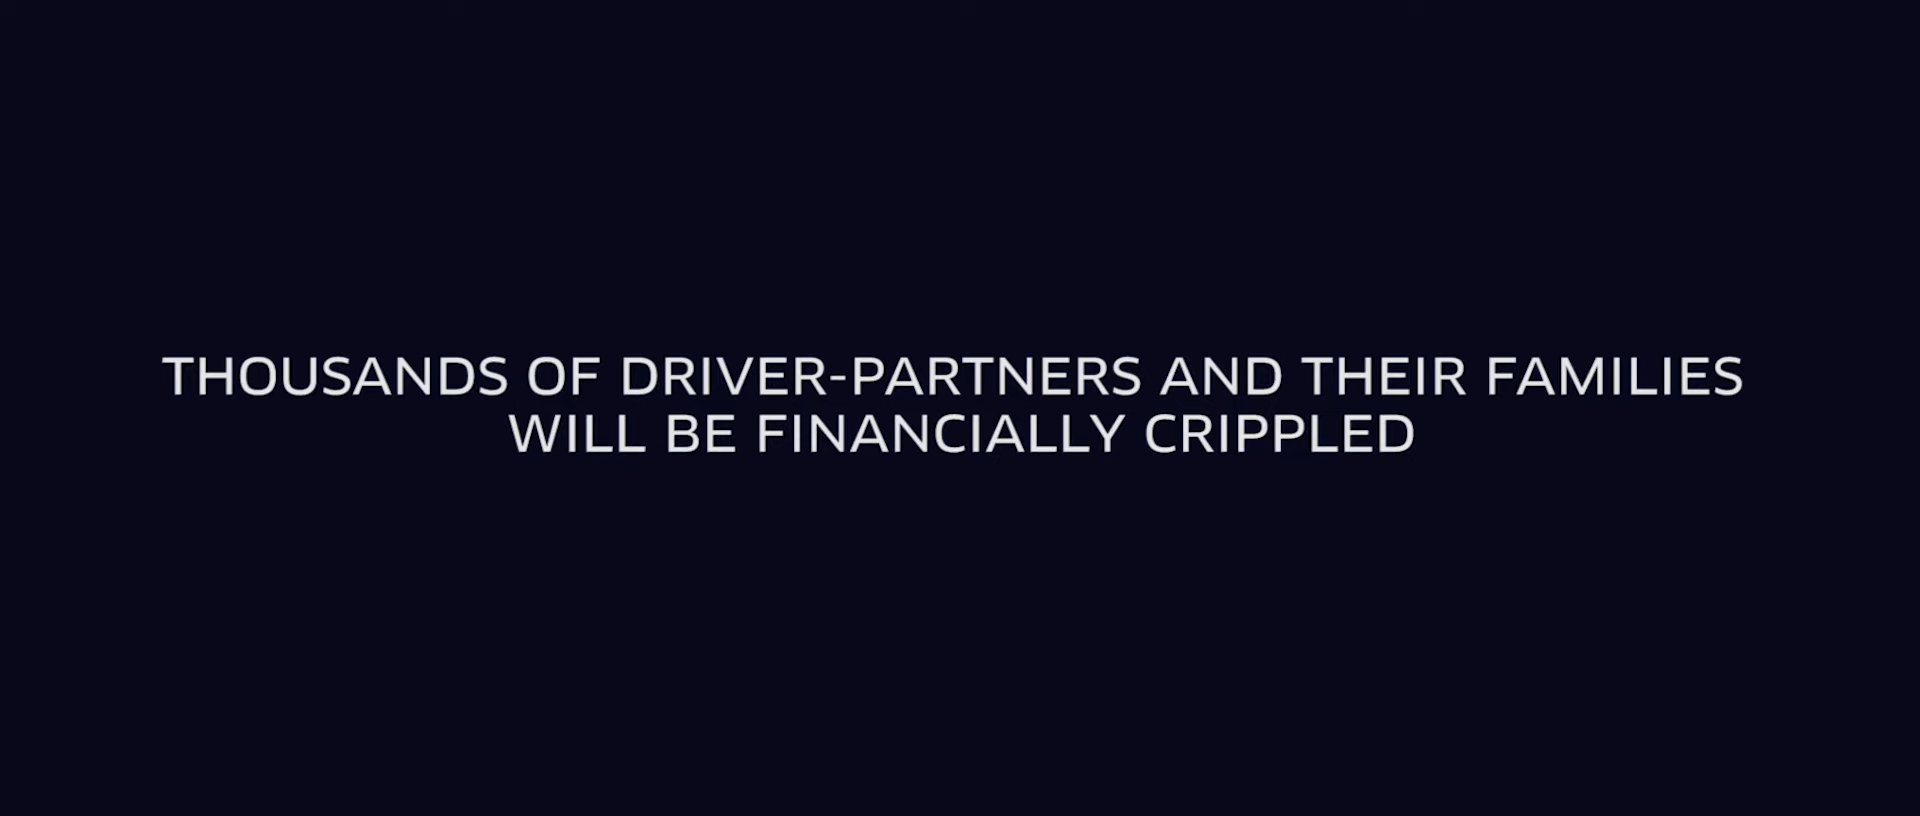 THOUSANDS OF DRIVER-PARTNERS AND THEIR FAMILIES
WILL BE FINANCIALLY CRIPPLED